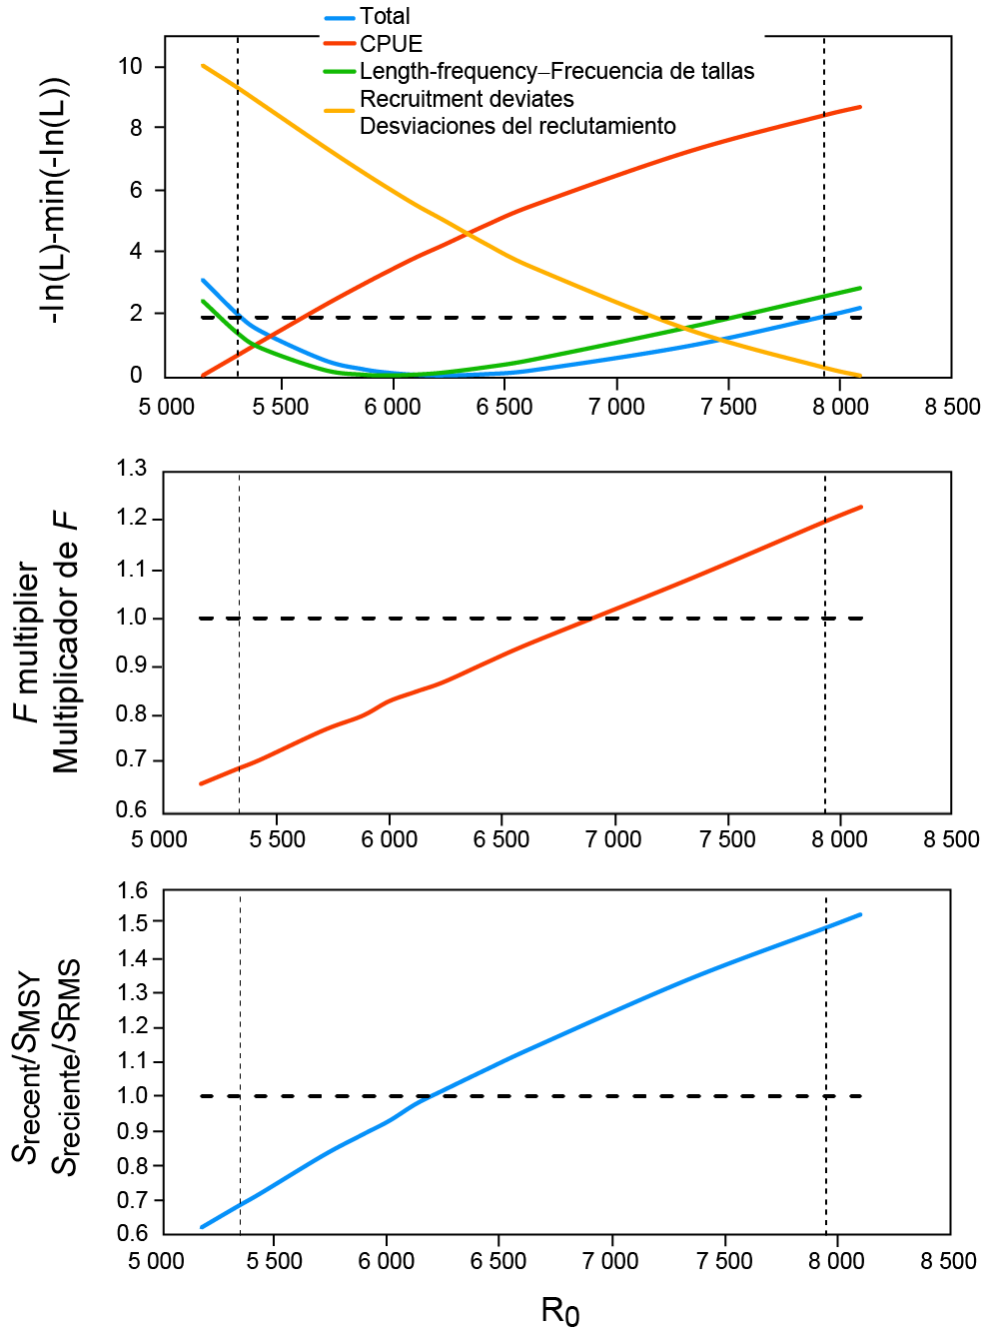 Total
CPUE
Length-frequency–Frecuencia de tallas
Recruitment deviates
Desviaciones del reclutamiento
-ln(L)-min(-ln(L))
10
8
6
4
2
0
5 000 5 500 6 000 6 500 7 000 7 500 8 000 8 500
F multiplier
Multiplicador de F
1.3
1.2
1.1
1.0
0.9
0.8
0.7
0.6
5 000 5 500 6 000 6 500 7 000 7 500 8 000 8 500
Srecent/SMSY
Sreciente/SRMS
1.6
1.5
1.4
1.3
1.2
1.1
1.0
0.9
0.8
0.7
0.6
5 000 5 500 6 000 6 500 7 000 7 500 8 000 8 500
R0